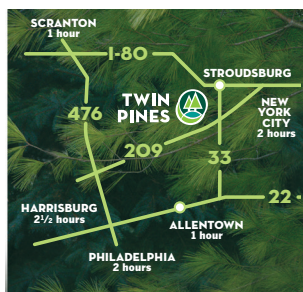 SCRANTON
1 hour
I-80
STROUDSBURG
TWIN
PINES
NEW
YORK
CITY
2 hours
476
209
33
22
HARRISBURG
2½ hours
ALLENTOWN
1 hour
PHILADELPHIA
2 hours